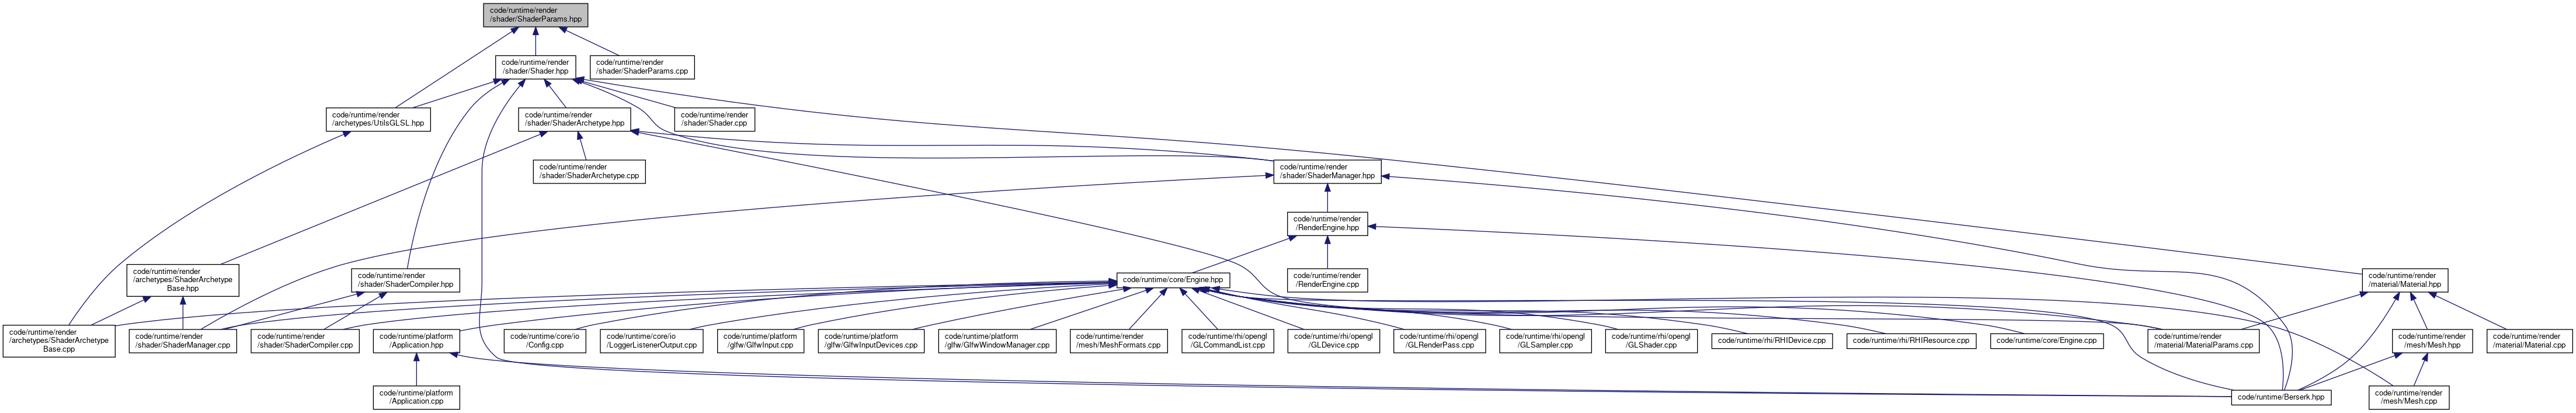 code/runtime/render
/shader/ShaderParams.hpp
code/runtime/render
/shader/Shader.hpp
code/runtime/render
/shader/ShaderParams.cpp
code/runtime/render
/archetypes/UtilsGLSL.hpp
code/runtime/render
/shader/ShaderArchetype.hpp
code/runtime/render
/shader/Shader.cpp
code/runtime/render
/shader/ShaderArchetype.cpp
code/runtime/render
/shader/ShaderManager.hpp
code/runtime/render
/RenderEngine.hpp
code/runtime/render
/archetypes/ShaderArchetype
Base.hpp
code/runtime/render
/shader/ShaderCompiler.hpp
code/runtime/core/Engine.hpp
code/runtime/render
/RenderEngine.cpp
code/runtime/render
/material/Material.hpp
code/runtime/render
/archetypes/ShaderArchetype
Base.cpp
code/runtime/render
/shader/ShaderManager.cpp
code/runtime/render
/shader/ShaderCompiler.cpp
code/runtime/platform
/Application.hpp
code/runtime/core/io
/Config.cpp
code/runtime/core/io
/LoggerListenerOutput.cpp
code/runtime/platform
/glfw/GlfwInput.cpp
code/runtime/platform
/glfw/GlfwInputDevices.cpp
code/runtime/platform
/glfw/GlfwWindowManager.cpp
code/runtime/render
/mesh/MeshFormats.cpp
code/runtime/rhi/opengl
/GLCommandList.cpp
code/runtime/rhi/opengl
/GLDevice.cpp
code/runtime/rhi/opengl
/GLRenderPass.cpp
code/runtime/rhi/opengl
/GLSampler.cpp
code/runtime/rhi/opengl
/GLShader.cpp
code/runtime/rhi/RHIDevice.cpp
code/runtime/rhi/RHIResource.cpp
code/runtime/core/Engine.cpp
code/runtime/render
/material/MaterialParams.cpp
code/runtime/render
/mesh/Mesh.hpp
code/runtime/render
/material/Material.cpp
code/runtime/platform
/Application.cpp
code/runtime/Berserk.hpp
code/runtime/render
/mesh/Mesh.cpp